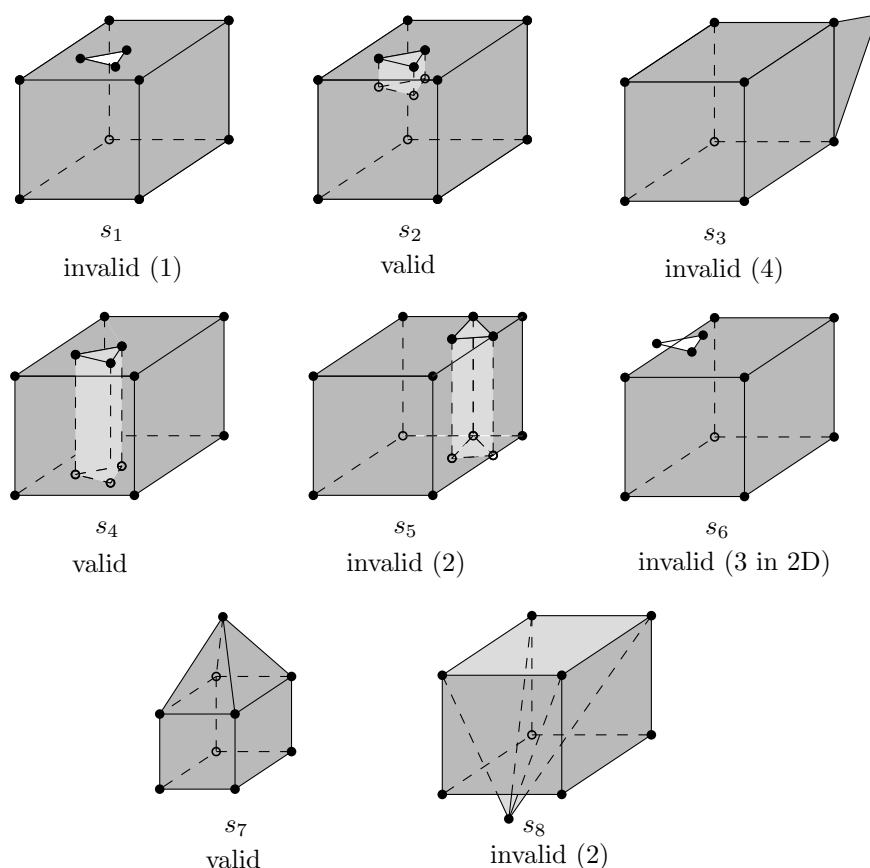 s₁
invalid (1)
s₂
valid
s₃
invalid (4)
s₄
valid
s₅
invalid (2)
s₆
invalid (3 in 2D)
s₇
valid
s₈
invalid (2)